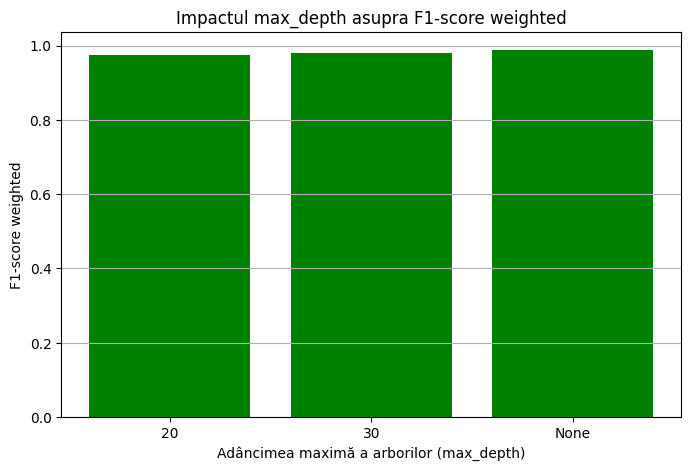 Impactul max_depth asupra F1-score weighted
F1-score weighted
1.0
0.8
0.6
0.4
0.2
0.0
20
30
None
Adâncimea maximă a arborilor (max_depth)